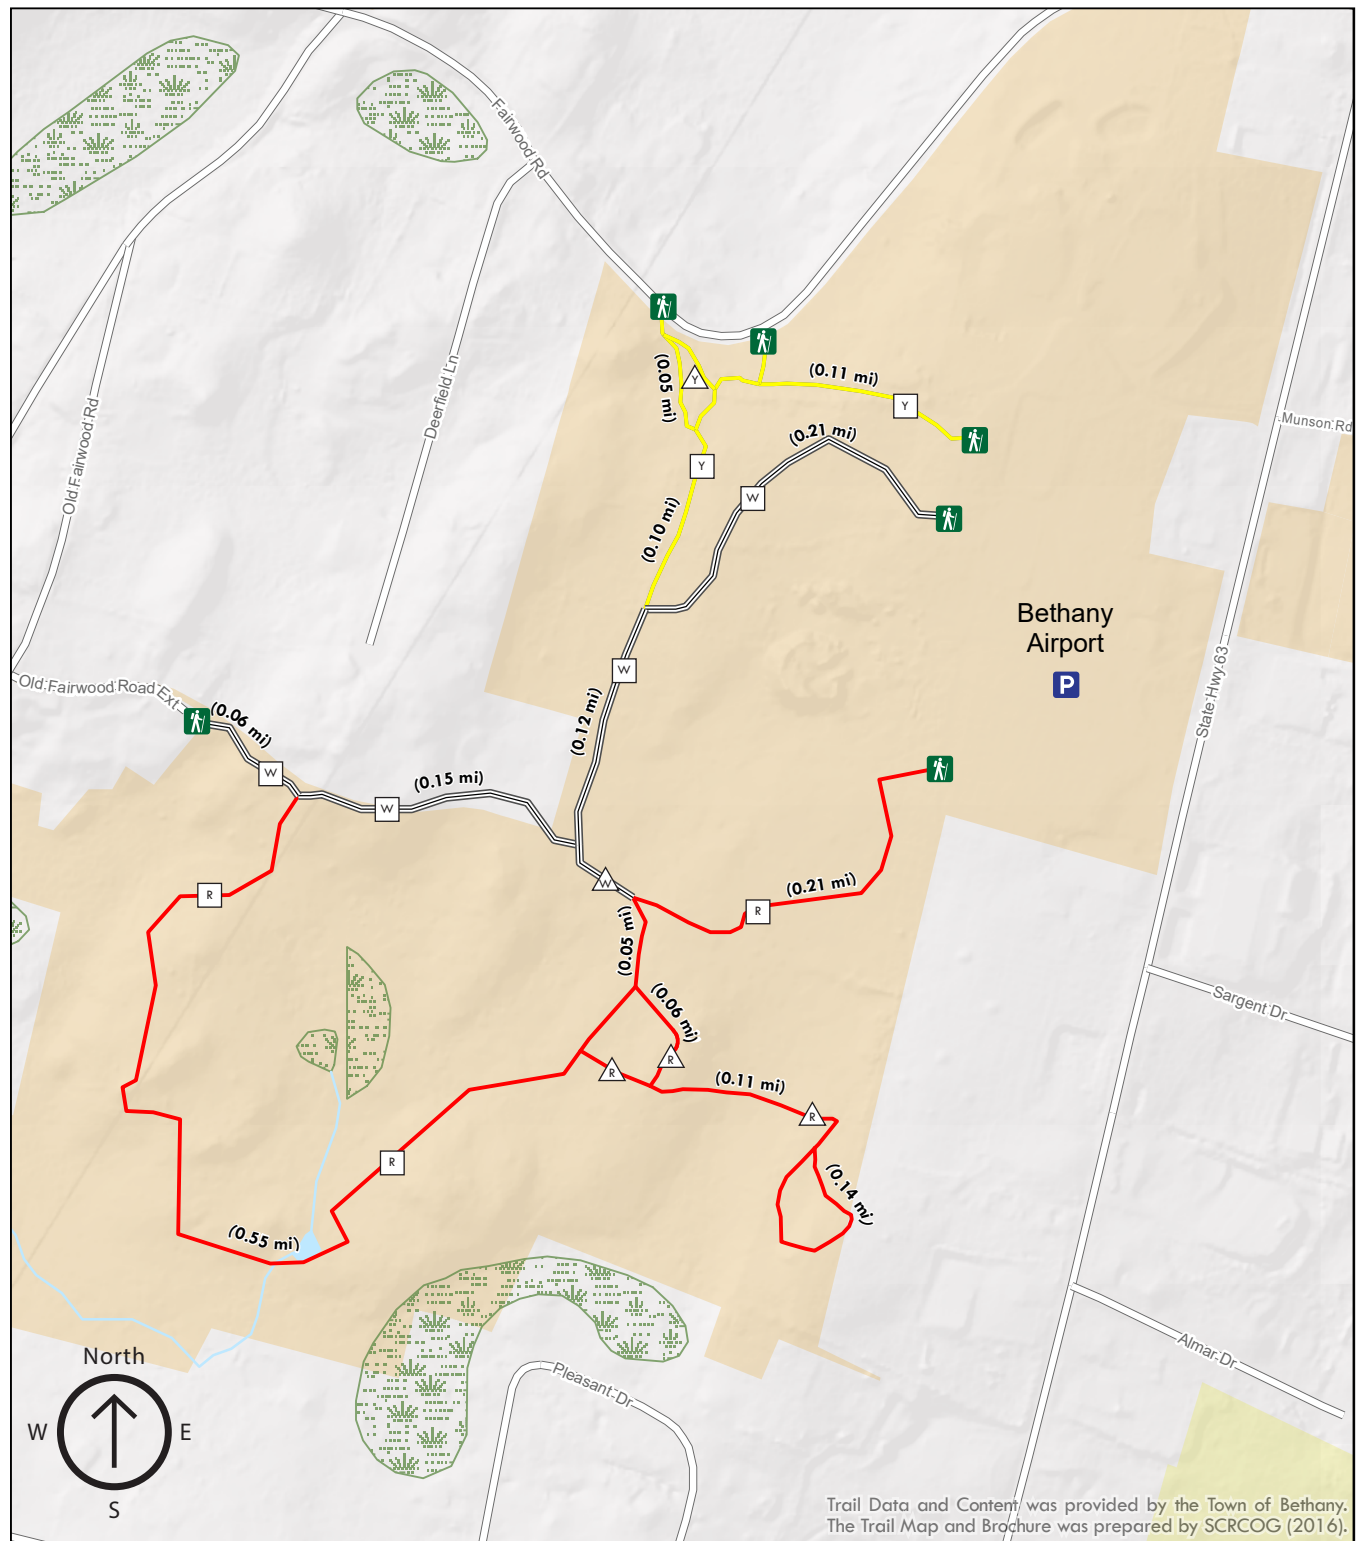 Fairwood Rd
(0.05 mi)
Y
(0.11 mi)
Y
Deerfield Ln
Old Fairwood Rd
Munson Rd
(0.21 mi)
Y
W
(0.10 mi)
Bethany
Airport
P
W
State Hwy 63
Old Fairwood Road Ext
(0.06 mi)
(0.12 mi)
W
(0.15 mi)
W
W
R
(0.21 mi)
R
(0.05 mi)
(0.06 mi)
Sargent Dr
R
R
(0.11 mi)
R
R
(0.14 mi)
(0.55 mi)
North
W
E
S
Pleasant Dr
Almar Dr
Trail Data and Content was provided by the Town of Bethany.
The Trail Map and Brochure was prepared by SCRCOG (2016).